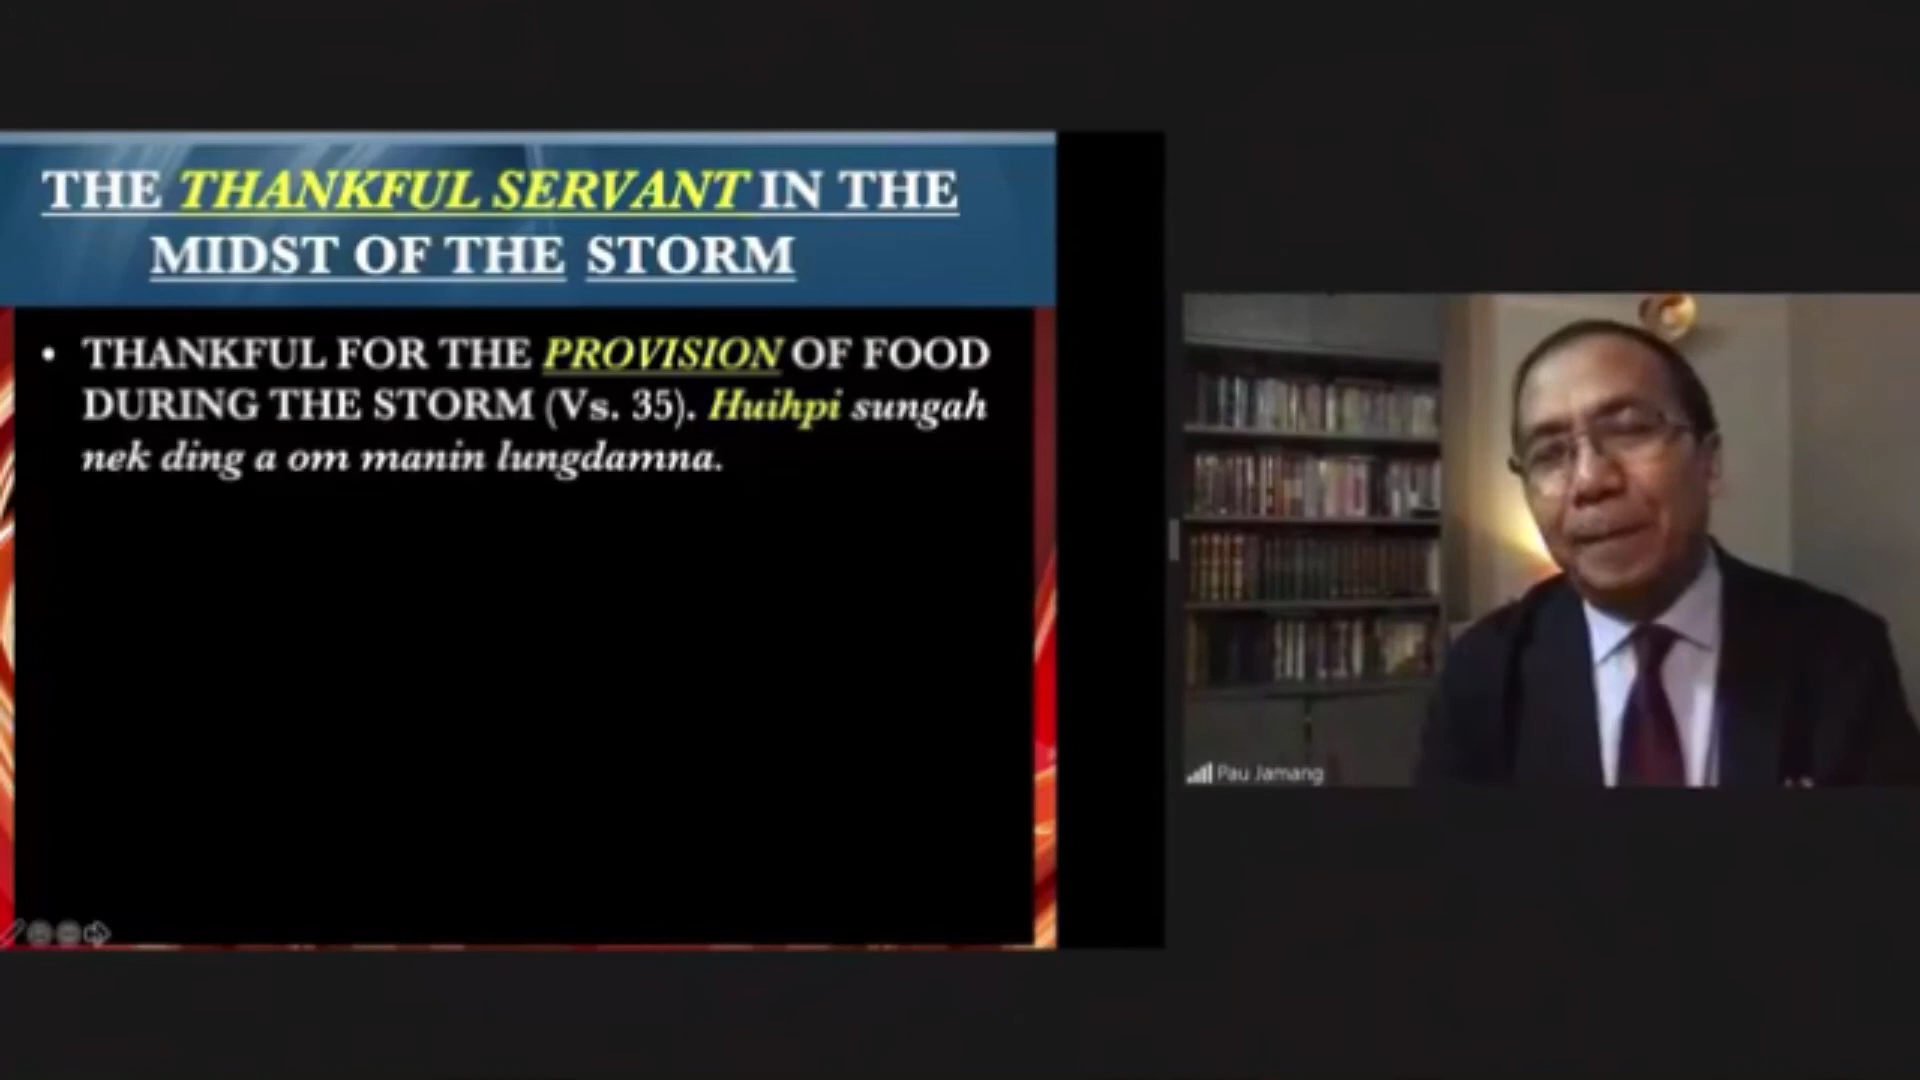 THE THANKFUL SERVANT IN THE
MIDST OF THE STORM
• THANKFUL FOR THE PROVISION OF FOOD
DURING THE STORM (Vs. 35). Huihpi sungah
nek ding a om manin lungdamna.
Pau Jamang